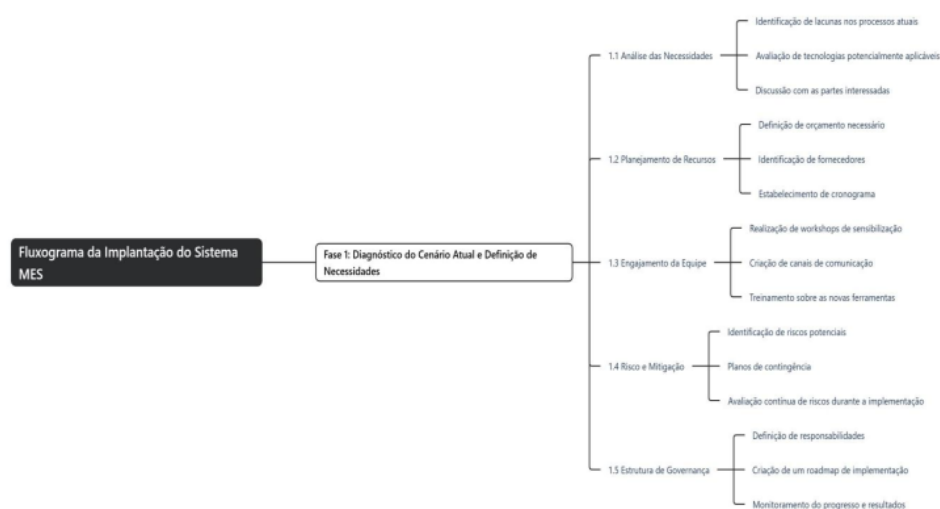 Fluxograma da Implantação do Sistema
MES
Fase 1: Diagnóstico do Cenário Atual e Definição de
Necessidades
1.1 Análise das Necessidades
Identificação de lacunas nos processos atuais
Avaliação de tecnologias potencialmente aplicáveis
Discussão com as partes interessadas
1.2 Planejamento de Recursos
Definição de orçamento necessário
Identificação de fornecedores
Estabelecimento de cronograma
1.3 Engajamento da Equipe
Realização de workshops de sensibilização
Criação de canais de comunicação
Treinamento sobre as novas ferramentas
1.4 Risco e Mitigação
Identificação de riscos potenciais
Planos de contingência
Avaliação contínua de riscos durante a implementação
1.5 Estrutura de Governança
Definição de responsabilidades
Criação de um roadmap de implementação
Monitoramento do progresso e resultados